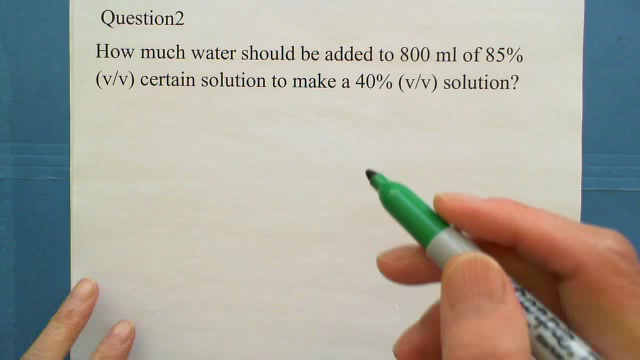 Question2
How much water should be added to 800 ml of 85%
(v/v) certain solution to make a 40% (v/v) solution?